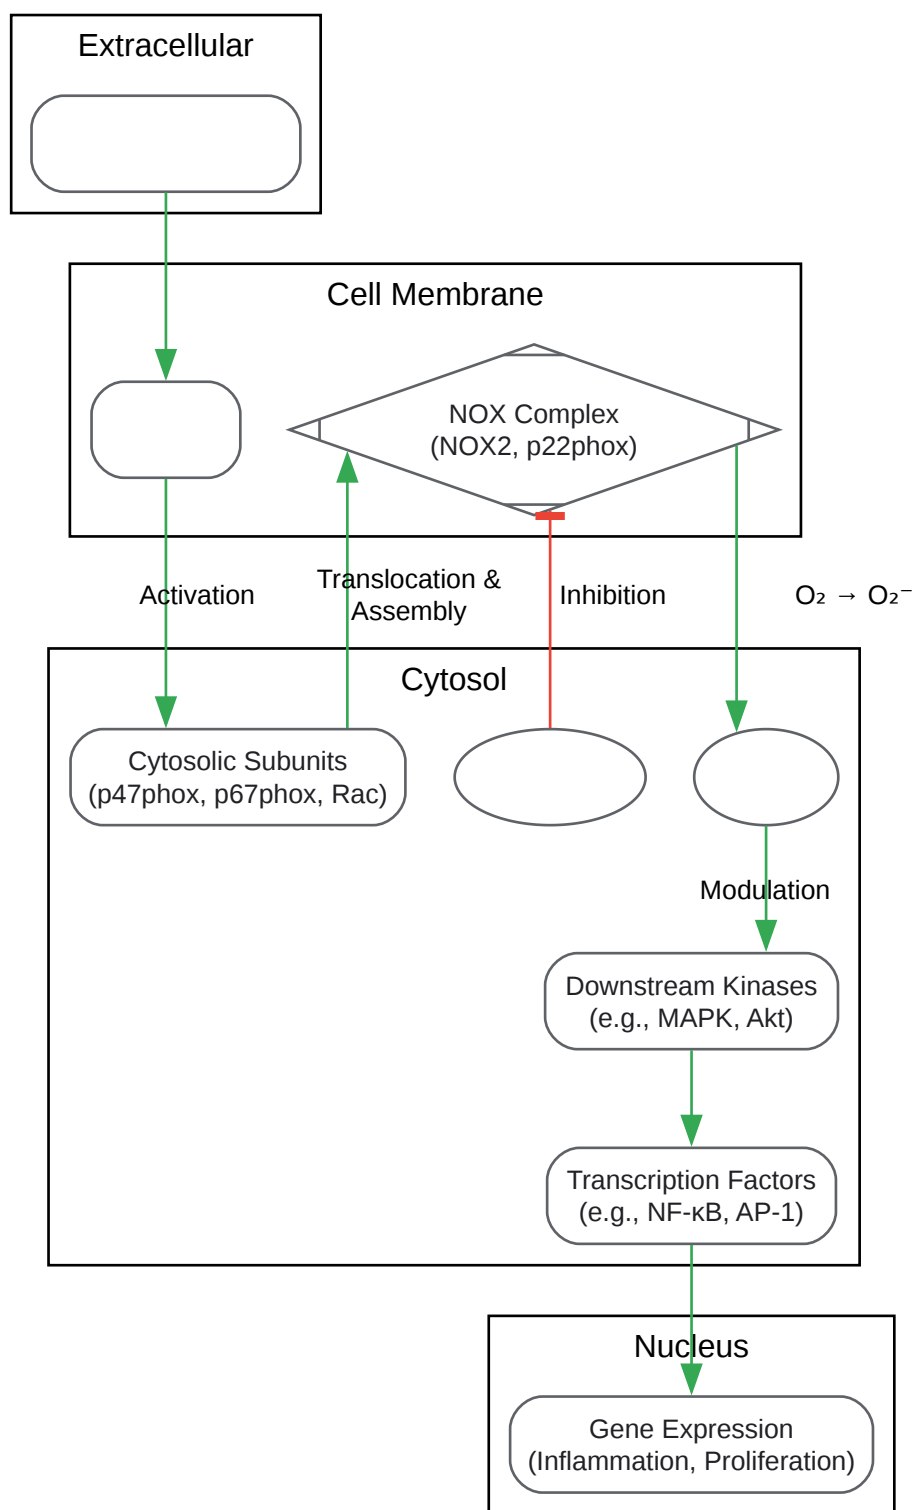 Extracellular
Cell Membrane
NOX Complex
(NOX2, p22phox)
Activation
Translocation &
Assembly
Inhibition
O₂ → O₂⁻
Cytosol
Cytosolic Subunits
(p47phox, p67phox, Rac)
Modulation
Downstream Kinases
(e.g., MAPK, Akt)
Transcription Factors
(e.g., NF-κB, AP-1)
Nucleus
Gene Expression
(Inflammation, Proliferation)